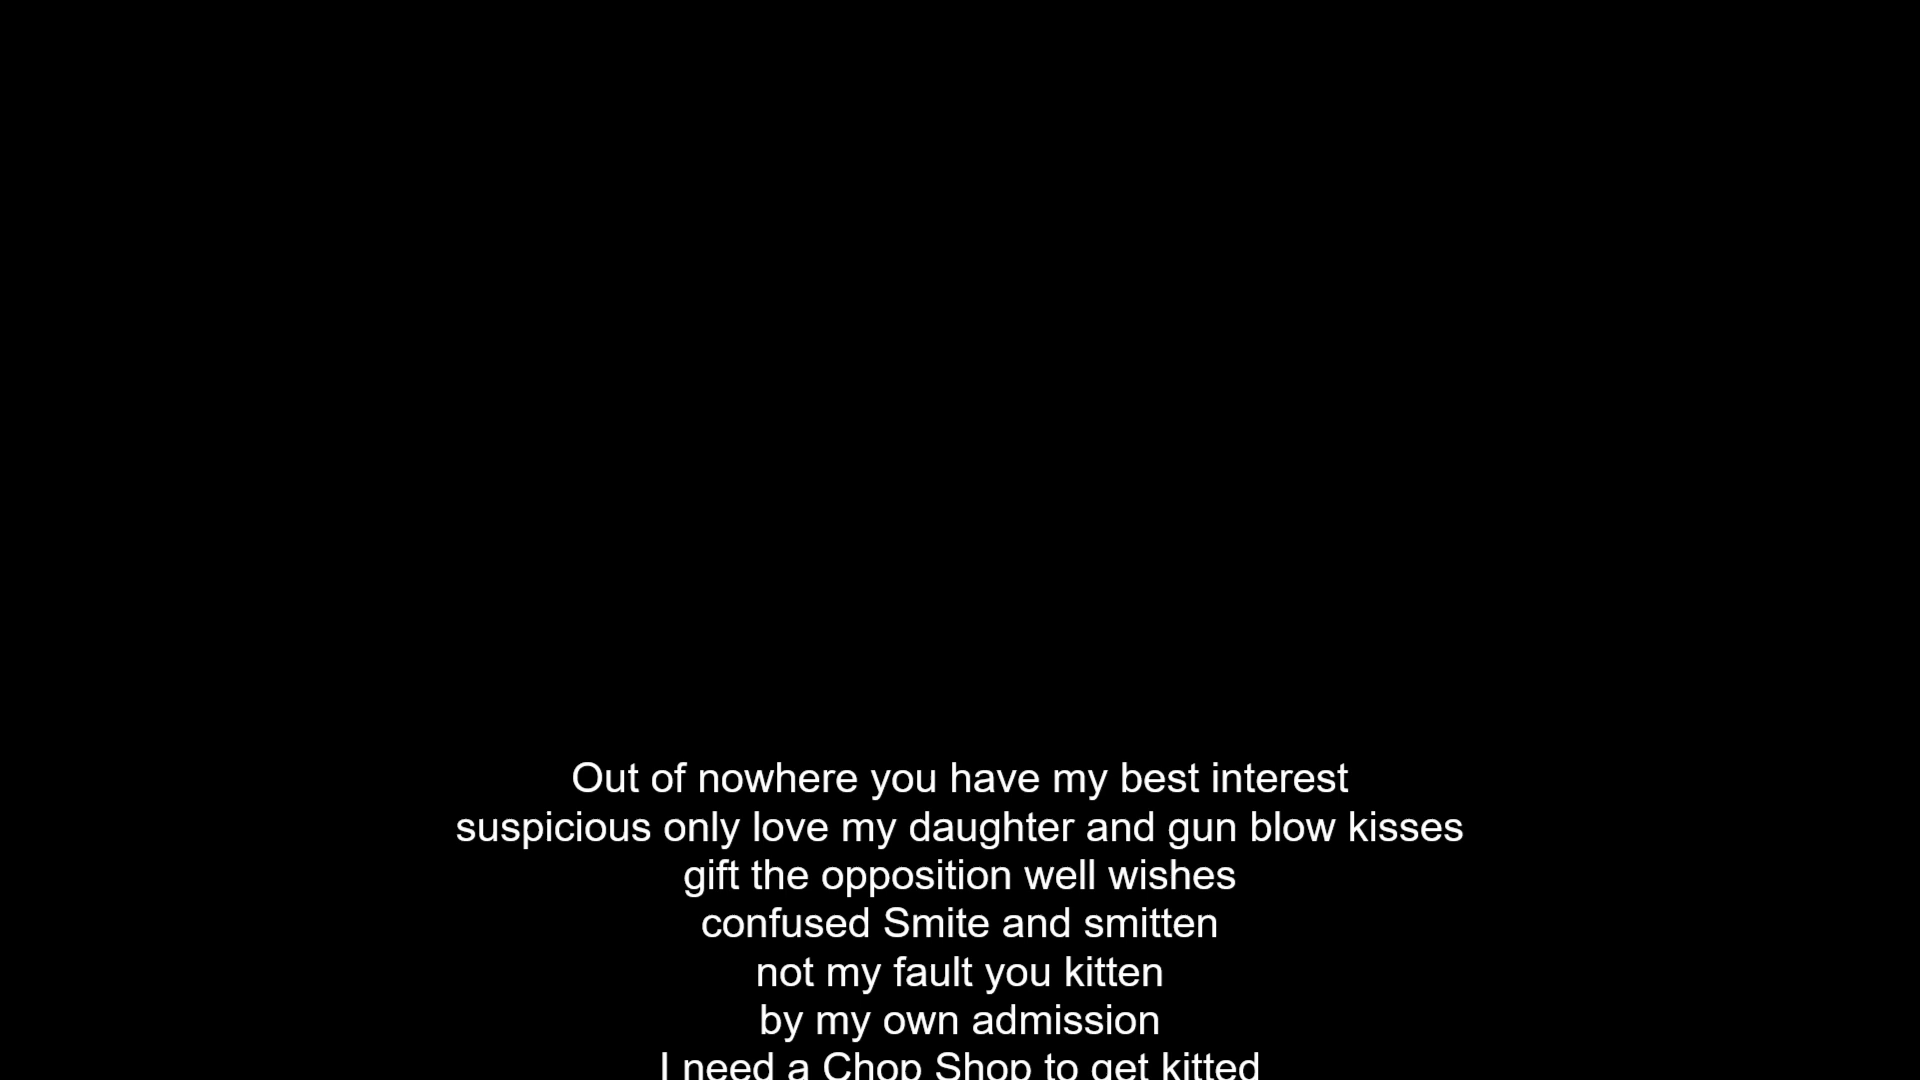 Out of nowhere you have my best interest
suspicious only love my daughter and gun blow kisses
gift the opposition well wishes
confused Smite and smitten
not my fault you kitten
by my own admission
I need a Chop Shop to get kitted